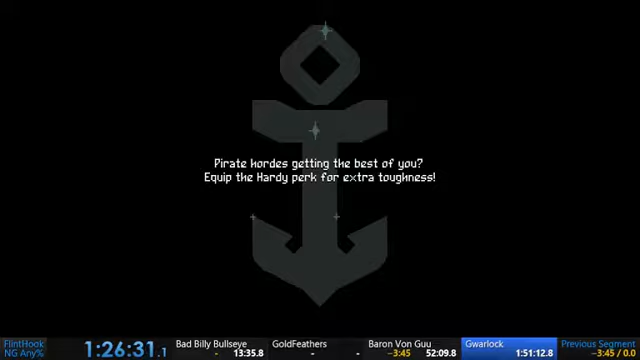 Pirate hordes getting the best of you?
Equip the Hardy perk for extra toughness!
FlintHook
NG Any%
1:26:31.1
Bad Billy Bullseye
- 13:35.8
GoldFeathers
- -
Baron Von Guu
-3:45 52:09.8
Gwarlock
1:51:12.8
Previous Segment
-3:45 / 0.0